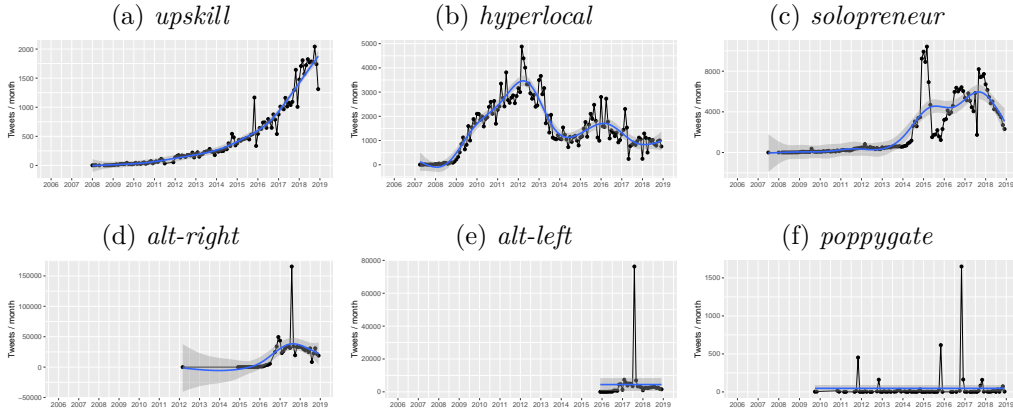 (a) upskill
(b) hyperlocal
(c) solopreneur
Tweets / month
2000
1500
1000
500
0
2006 2007 2008 2009 2010 2011 2012 2013 2014 2015 2016 2017 2018 2019
Tweets / month
5000
4000
3000
2000
1000
0
2006 2007 2008 2009 2010 2011 2012 2013 2014 2015 2016 2017 2018 2019
Tweets / month
8000
4000
0
2006 2007 2008 2009 2010 2011 2012 2013 2014 2015 2016 2017 2018 2019
(d) alt-right
(e) alt-left
(f) poppygate
Tweets / month
150000
100000
50000
0
−50000
2006 2007 2008 2009 2010 2011 2012 2013 2014 2015 2016 2017 2018 2019
Tweets / month
80000
60000
40000
20000
0
2006 2007 2008 2009 2010 2011 2012 2013 2014 2015 2016 2017 2018 2019
Tweets / month
1500
1000
500
0
2006 2007 2008 2009 2010 2011 2012 2013 2014 2015 2016 2017 2018 2019